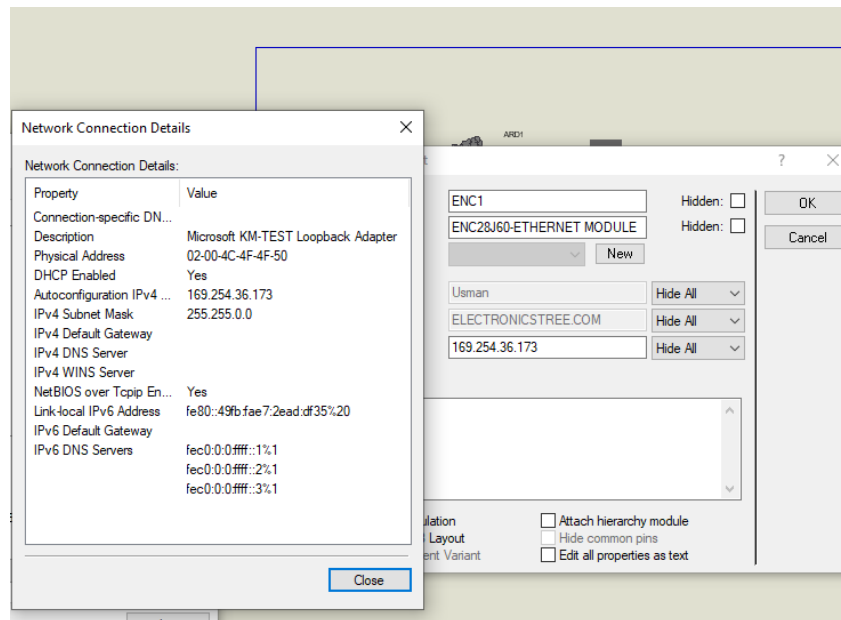 ARD1
Network Connection Details
Network Connection Details:
Property Value
Connection-specific DN...
Description Microsoft KM-TEST Loopback Adapter
Physical Address 02-00-4C-4F-4F-50
DHCP Enabled Yes
Autoconfiguration IPv4 ... 169.254.36.173
IPv4 Subnet Mask 255.255.0.0
IPv4 Default Gateway
IPv4 DNS Server
IPv4 WINS Server
NetBIOS over Tcpip En... Yes
Link-local IPv6 Address fe80::49fb:fae7:2ead:df35%20
IPv6 Default Gateway
IPv6 DNS Servers fec0:0:0:ffff::1%1
fec0:0:0:ffff::2%1
fec0:0:0:ffff::3%1
Close
t ?
ENC1 Hidden: OK
ENC28J60-ETHERNET MODULE Hidden: Cancel
New
Usman Hide All
ELECTRONICSTREE.COM Hide All
169.254.36.173 Hide All
ulation Attach hierarchy module
Layout Hide common pins
ent Variant Edit all properties as text